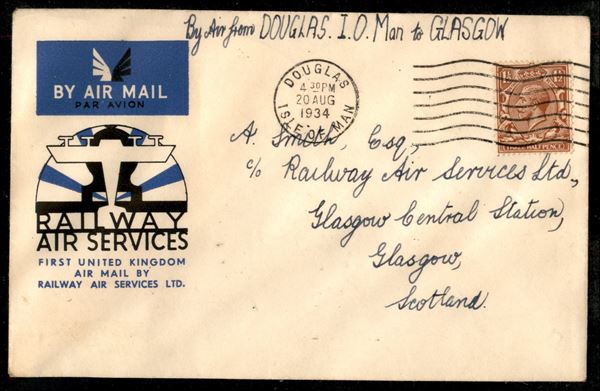 By Air from DOUGLAS. I.O. Man to GLASGOW
BY AIR MAIL
PAR AVION
DOUGLAS
4 30 PM
20 AUG
1934
ISLE OF MAN
THREE HALFPENCE
A. Smith, Esq.,
c/o Railway Air Services Ltd.,
Glasgow Central Station,
Glasgow,
Scotland.
RAILWAY
AIR SERVICES
FIRST UNITED KINGDOM
AIR MAIL BY
RAILWAY AIR SERVICES LTD.